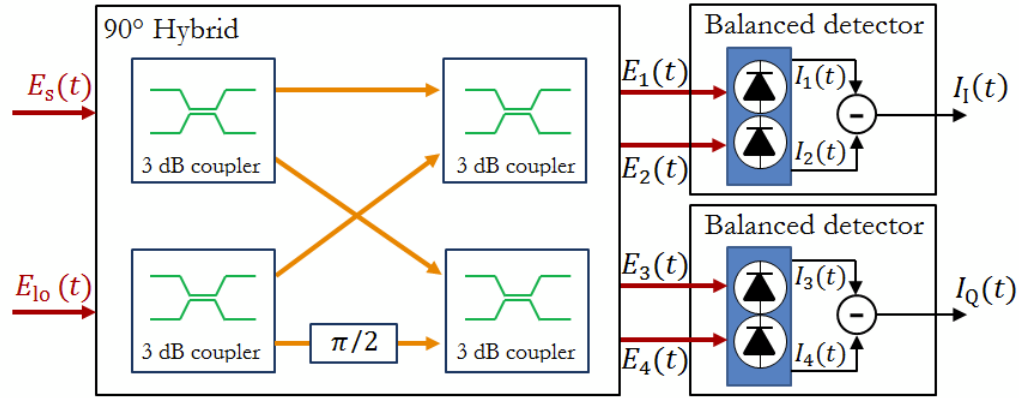 90° Hybrid
Balanced detector
E_s(t)
3 dB coupler
3 dB coupler
E_1(t)
I_1(t)
-
I_I(t)
E_2(t)
I_2(t)
Balanced detector
E_lo (t)
3 dB coupler
π/2
3 dB coupler
E_3(t)
I_3(t)
-
I_Q(t)
E_4(t)
I_4(t)